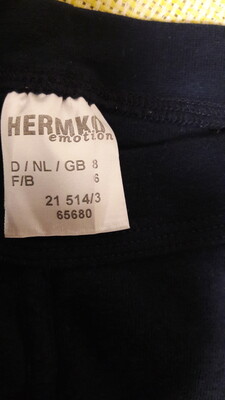 HERMKO
emotion
D / NL / GB 8
F/B 6
21 514/3
65680